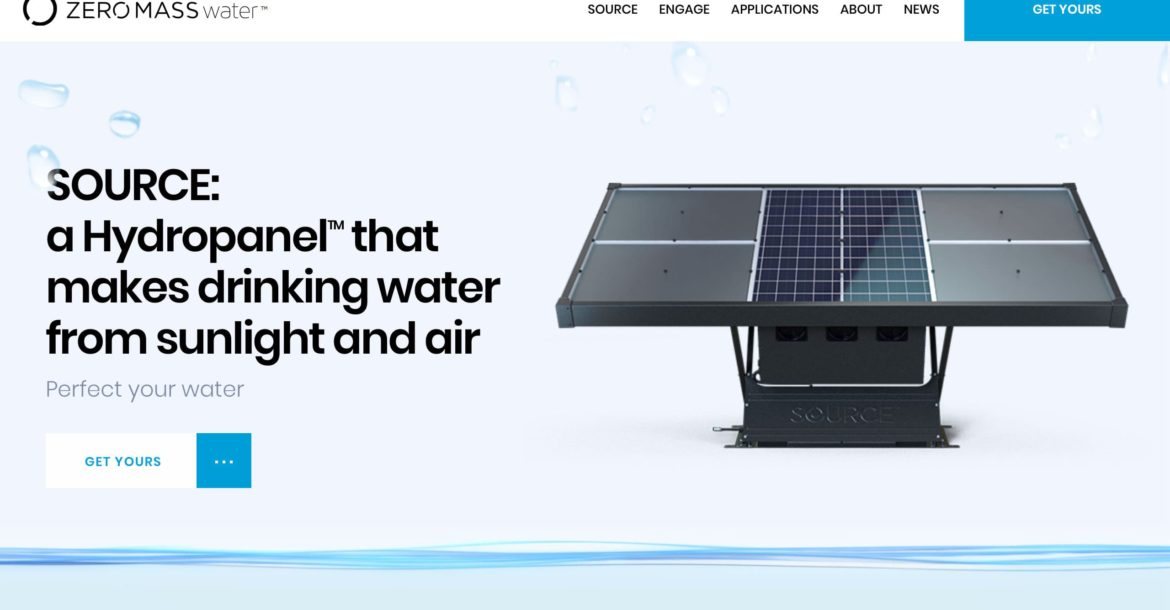 ZERO MASS water™
SOURCE
ENGAGE
APPLICATIONS
ABOUT
NEWS
GET YOURS
SOURCE:
a Hydropanel™ that
makes drinking water
from sunlight and air
Perfect your water
GET YOURS
...
SOURCE